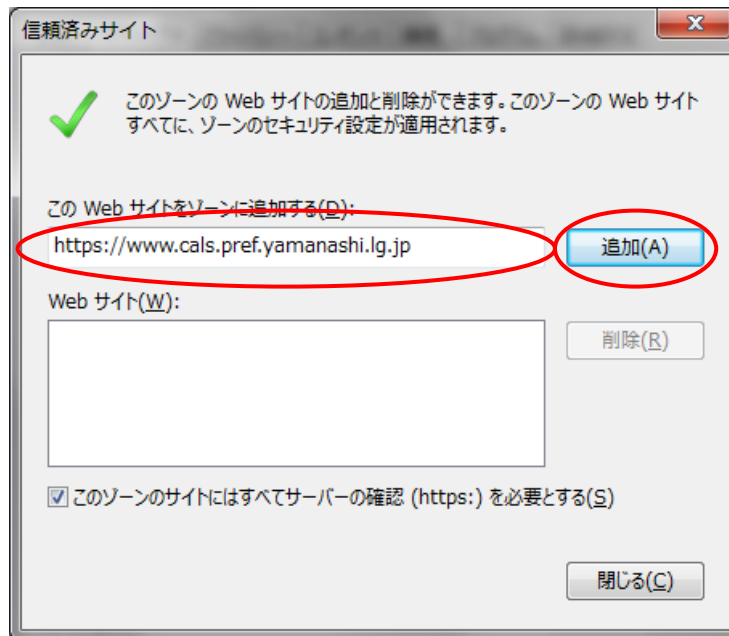 信頼済みサイト
このゾーンの Web サイトの追加と削除ができます。このゾーンの Web サイト
すべてに、ゾーンのセキュリティ設定が適用されます。
この Web サイトをゾーンに追加する(D):
https://www.cals.pref.yamanashi.lg.jp
追加(A)
Web サイト(W):
削除(R)
このゾーンのサイトにはすべてサーバーの確認 (https:) を必要とする(S)
閉じる(C)